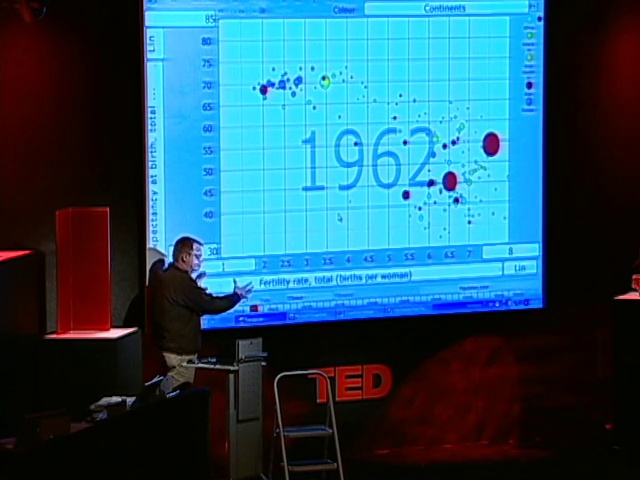 Colour
Continents
85
Lin
80
75
70
65
60
1962
55
50
45
40
30
expectancy at birth, total ...
2 2.5 3 3.5 4 4.5 5 5.5 6 6.5 7
8
Fertility rate, total (births per woman)
Lin
TED